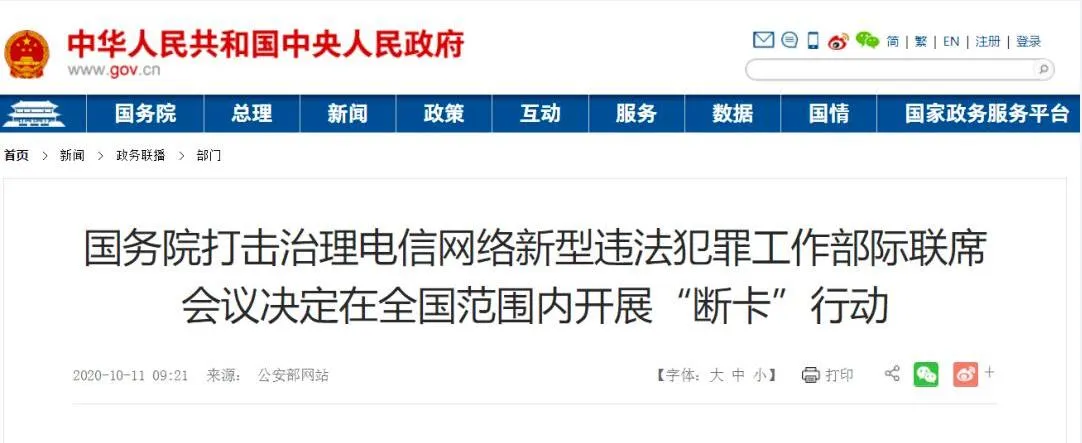 中华人民共和国中央人民政府
www.gov.cn
简 | 繁 | EN | 注册 | 登录
国务院 总理 新闻 政策 互动 服务 数据 国情 国家政务服务平台
首页 > 新闻 > 政务联播 > 部门
国务院打击治理电信网络新型违法犯罪工作部际联席
会议决定在全国范围内开展“断卡”行动
2020-10-11 09:21 来源： 公安部网站 【字体：大 中 小】 打印 +